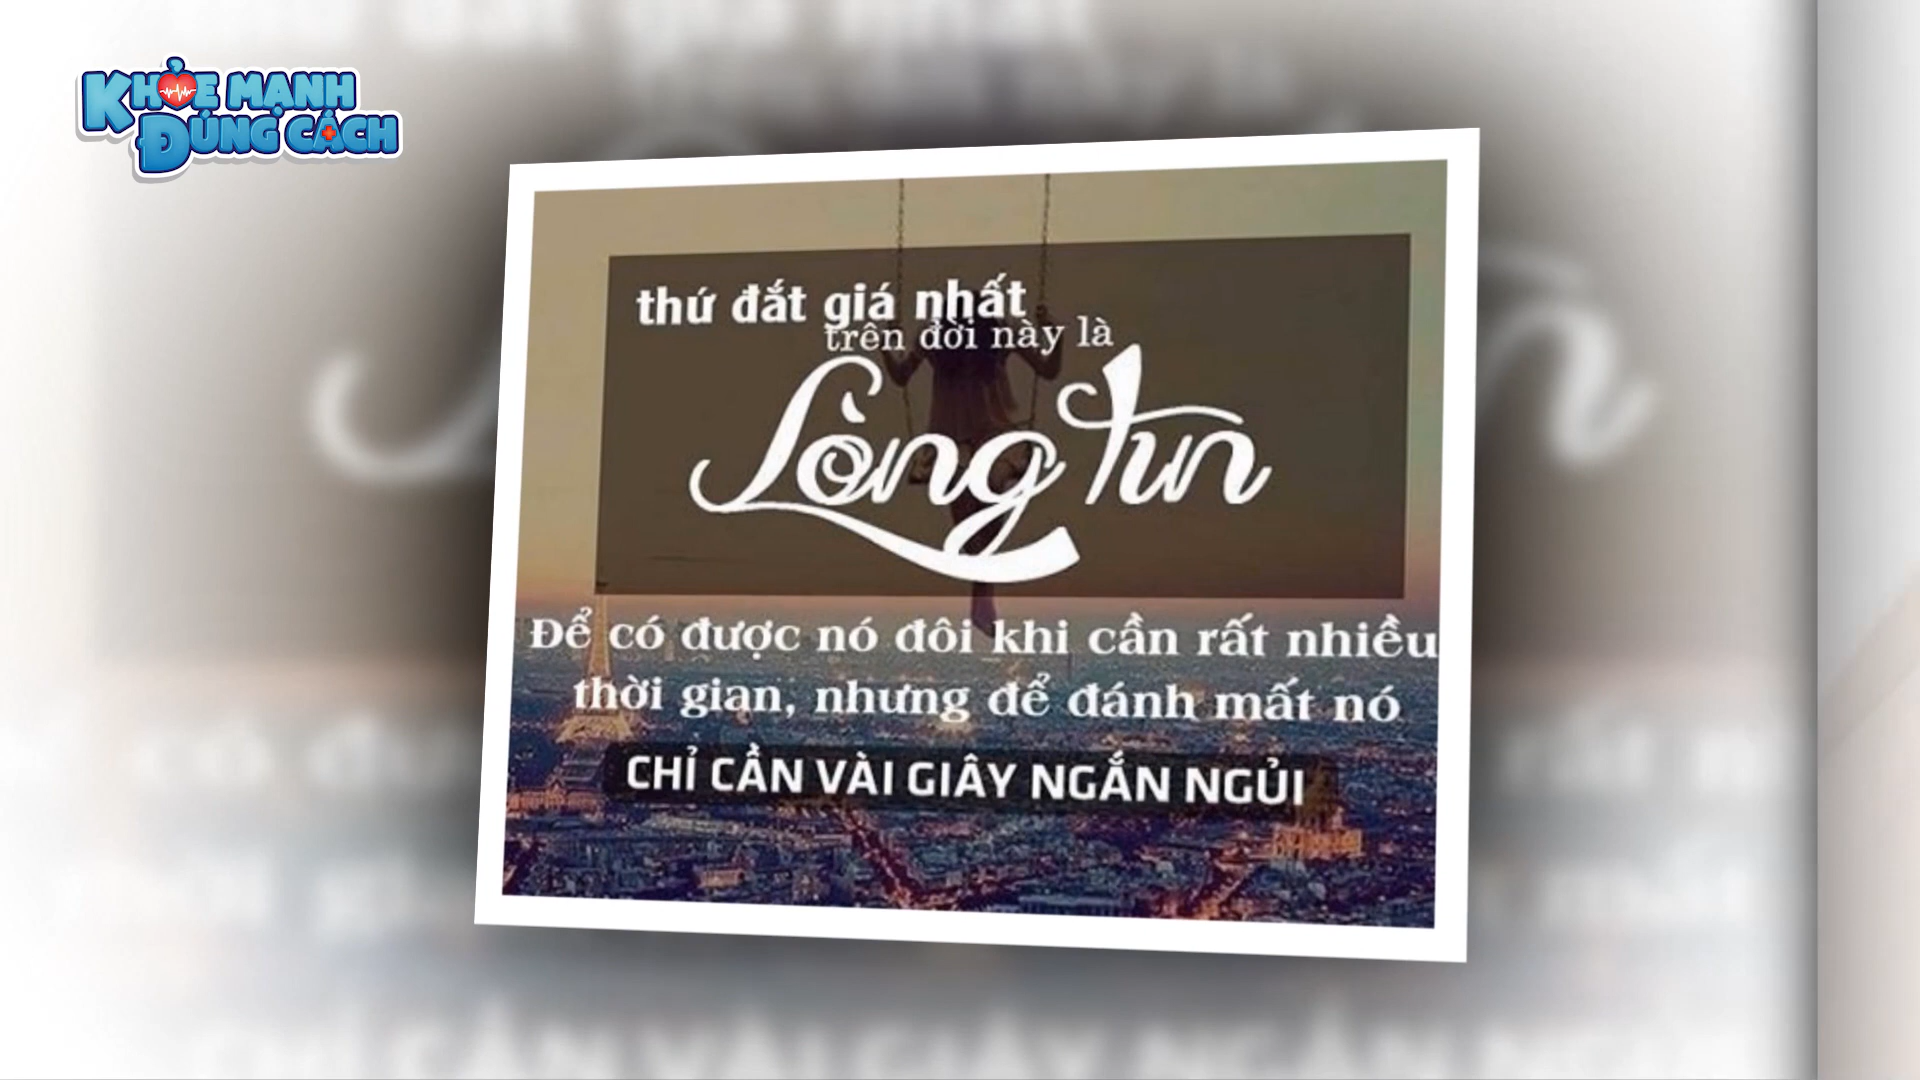 KHỎE MẠNH
ĐÚNG CÁCH
thứ đắt giá nhất
trên đời này là
Lòng tin
Để có được nó đôi khi cần rất nhiều
thời gian, nhưng để đánh mất nó
CHỈ CẦN VÀI GIÂY NGẮN NGỦI